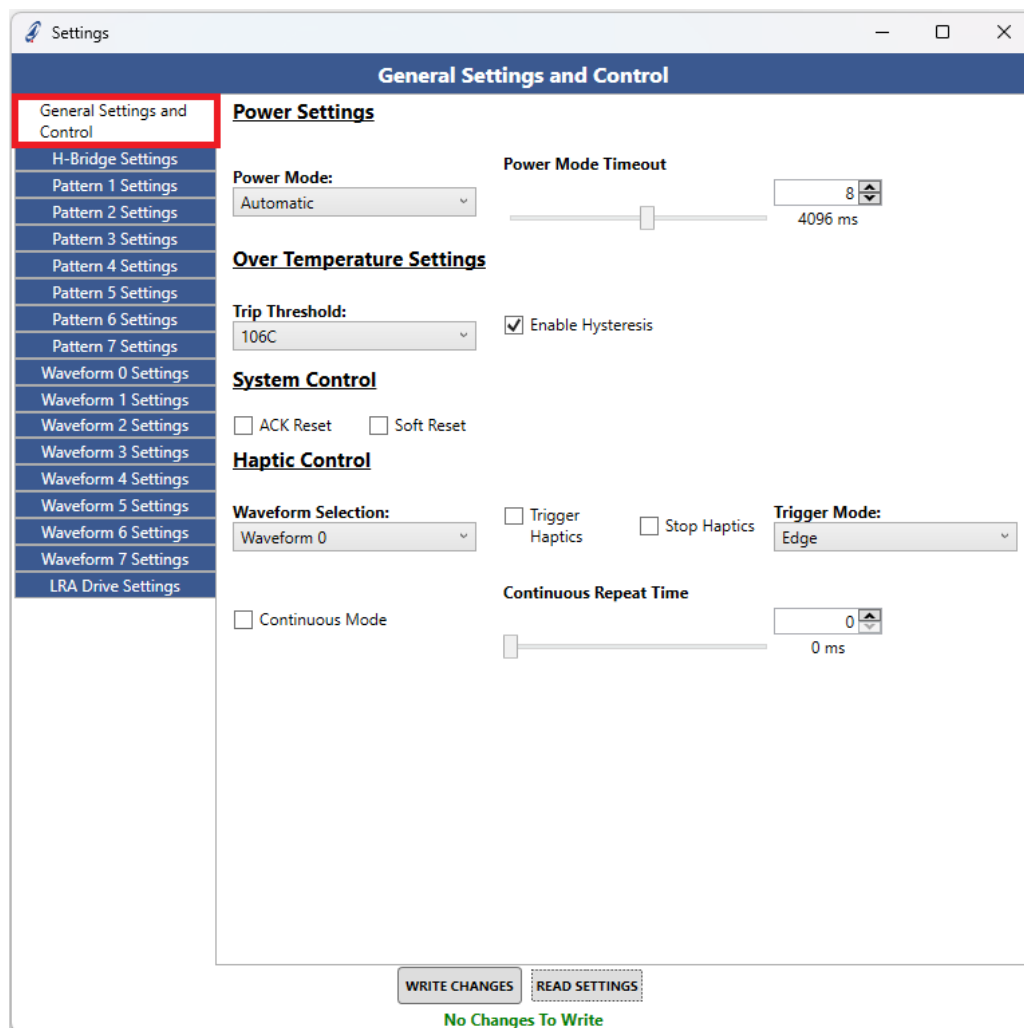 Settings
General Settings and Control
General Settings and
Control
H-Bridge Settings
Pattern 1 Settings
Pattern 2 Settings
Pattern 3 Settings
Pattern 4 Settings
Pattern 5 Settings
Pattern 6 Settings
Pattern 7 Settings
Waveform 0 Settings
Waveform 1 Settings
Waveform 2 Settings
Waveform 3 Settings
Waveform 4 Settings
Waveform 5 Settings
Waveform 6 Settings
Waveform 7 Settings
LRA Drive Settings
Power Settings
Power Mode:
Automatic
Power Mode Timeout
8
4096 ms
Over Temperature Settings
Trip Threshold:
106C
Enable Hysteresis
System Control
ACK Reset
Soft Reset
Haptic Control
Waveform Selection:
Waveform 0
Trigger
Haptics
Stop Haptics
Trigger Mode:
Edge
Continuous Mode
Continuous Repeat Time
0
0 ms
WRITE CHANGES
READ SETTINGS
No Changes To Write